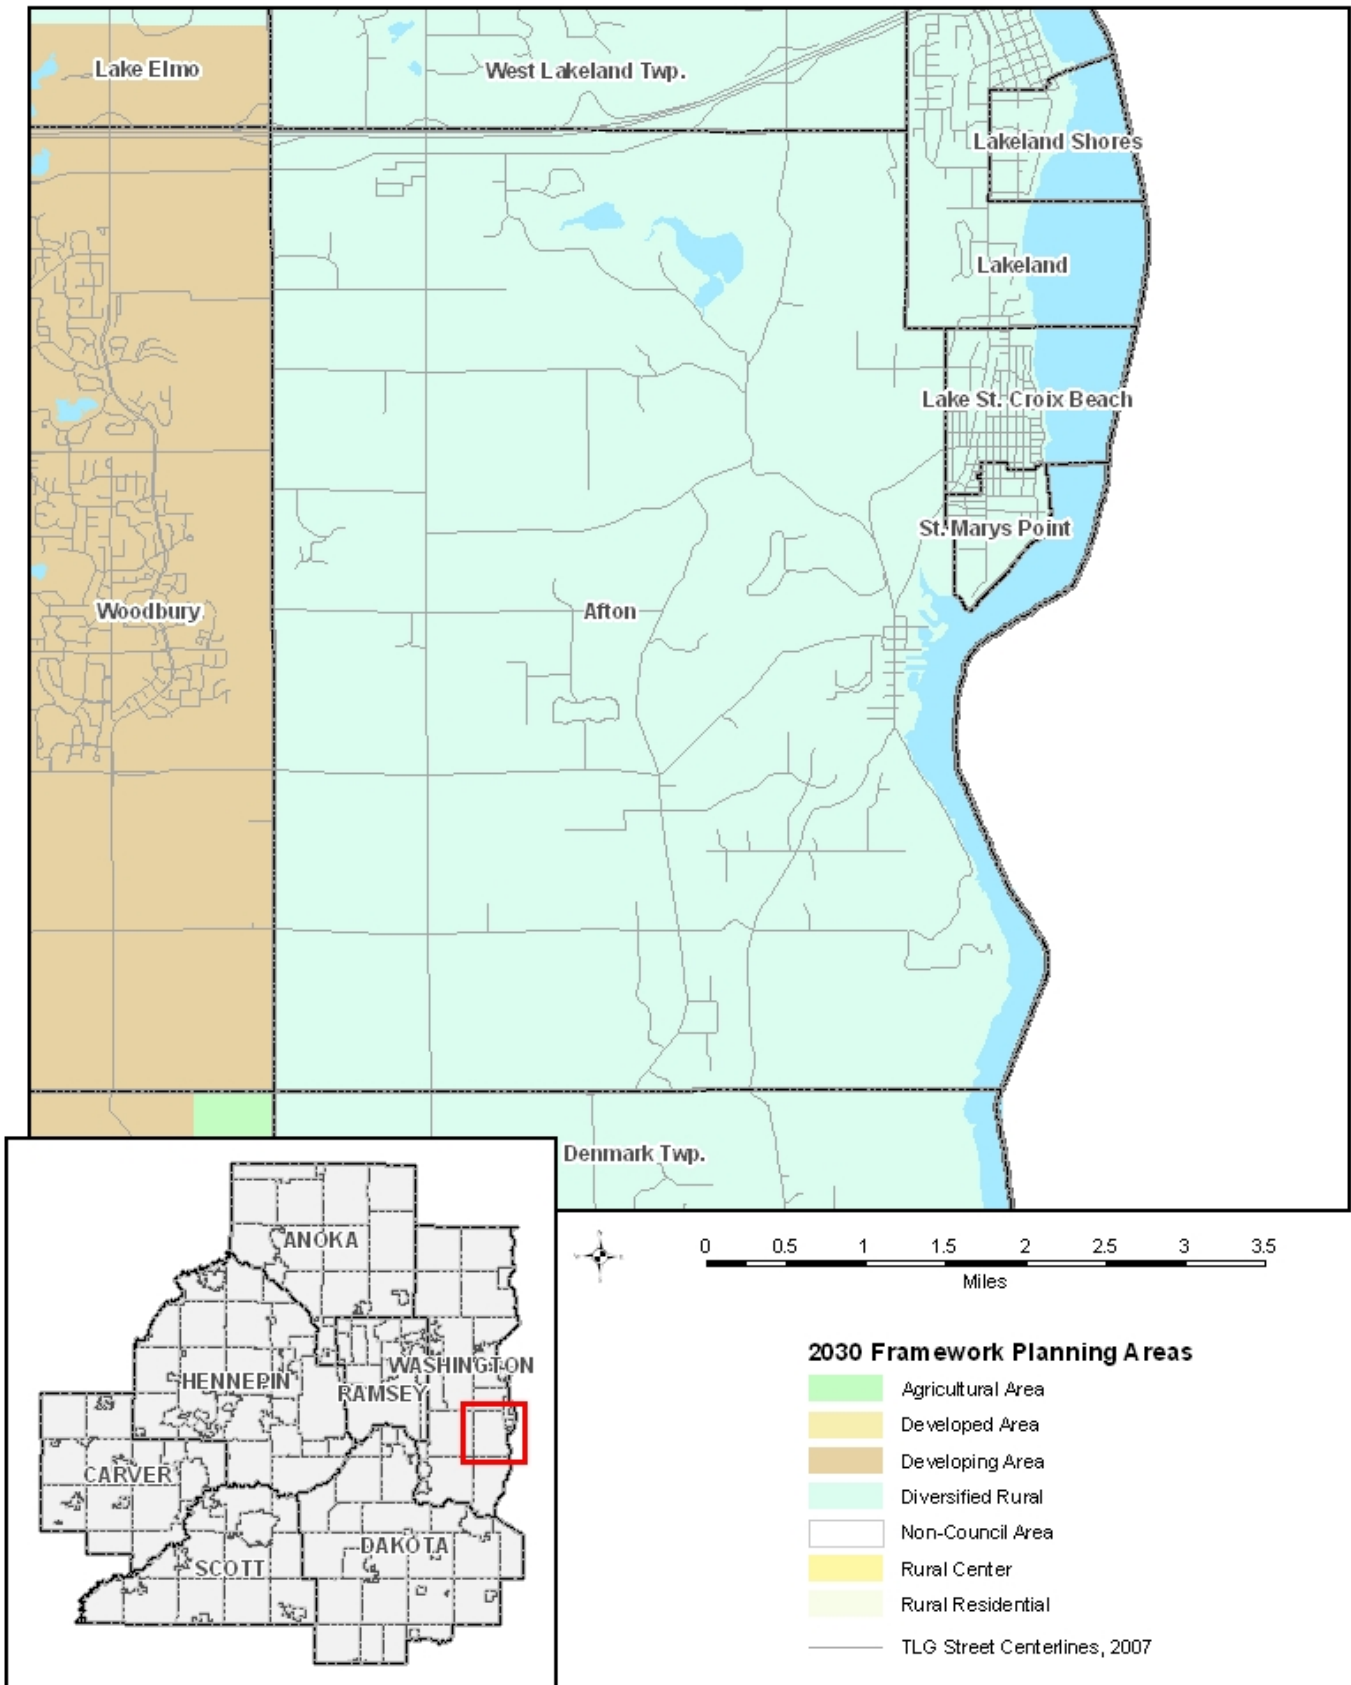 Lake Elmo
West Lakeland Twp.
Lakeland Shores
Lakeland
Lake St. Croix Beach
St. Marys Point
Woodbury
Afton
Denmark Twp.
ANOKA
WASHINGTON
HENNEPIN
RAMSEY
CARVER
SCOTT
DAKOTA
0 0.5 1 1.5 2 2.5 3 3.5
Miles
2030 Framework Planning Areas
Agricultural Area
Developed Area
Developing Area
Diversified Rural
Non-Council Area
Rural Center
Rural Residential
TLG Street Centerlines, 2007